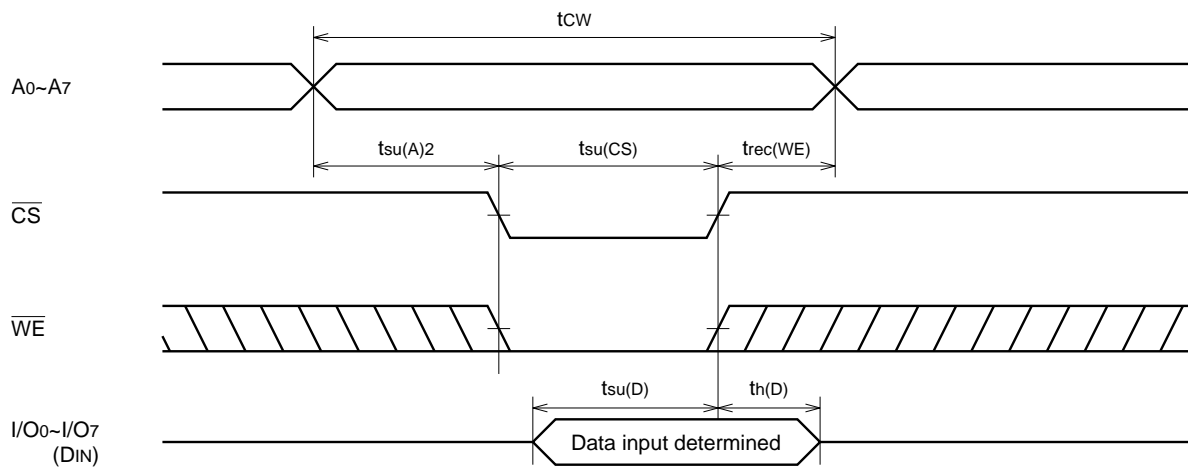 tCW
A0~A7
tsu(A)2 tsu(CS) trec(WE)
CS
WE
tsu(D) th(D)
I/O0~I/O7
(DIN)
Data input determined